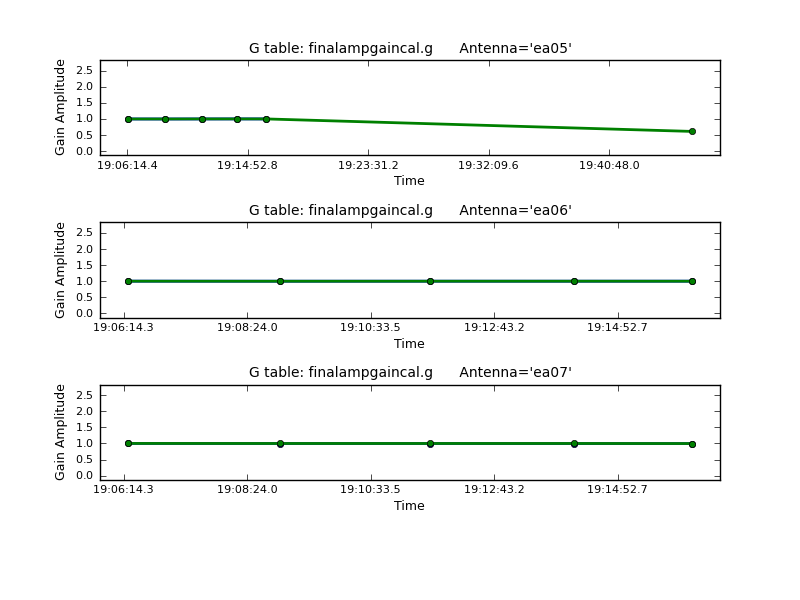 G table: finalampgaincal.g      Antenna='ea05'
Gain Amplitude
2.5
2.0
1.5
1.0
0.5
0.0
19:06:14.4 19:14:52.8 19:23:31.2 19:32:09.6 19:40:48.0
Time
G table: finalampgaincal.g      Antenna='ea06'
Gain Amplitude
2.5
2.0
1.5
1.0
0.5
0.0
19:06:14.3 19:08:24.0 19:10:33.5 19:12:43.2 19:14:52.7
Time
G table: finalampgaincal.g      Antenna='ea07'
Gain Amplitude
2.5
2.0
1.5
1.0
0.5
0.0
19:06:14.3 19:08:24.0 19:10:33.5 19:12:43.2 19:14:52.7
Time